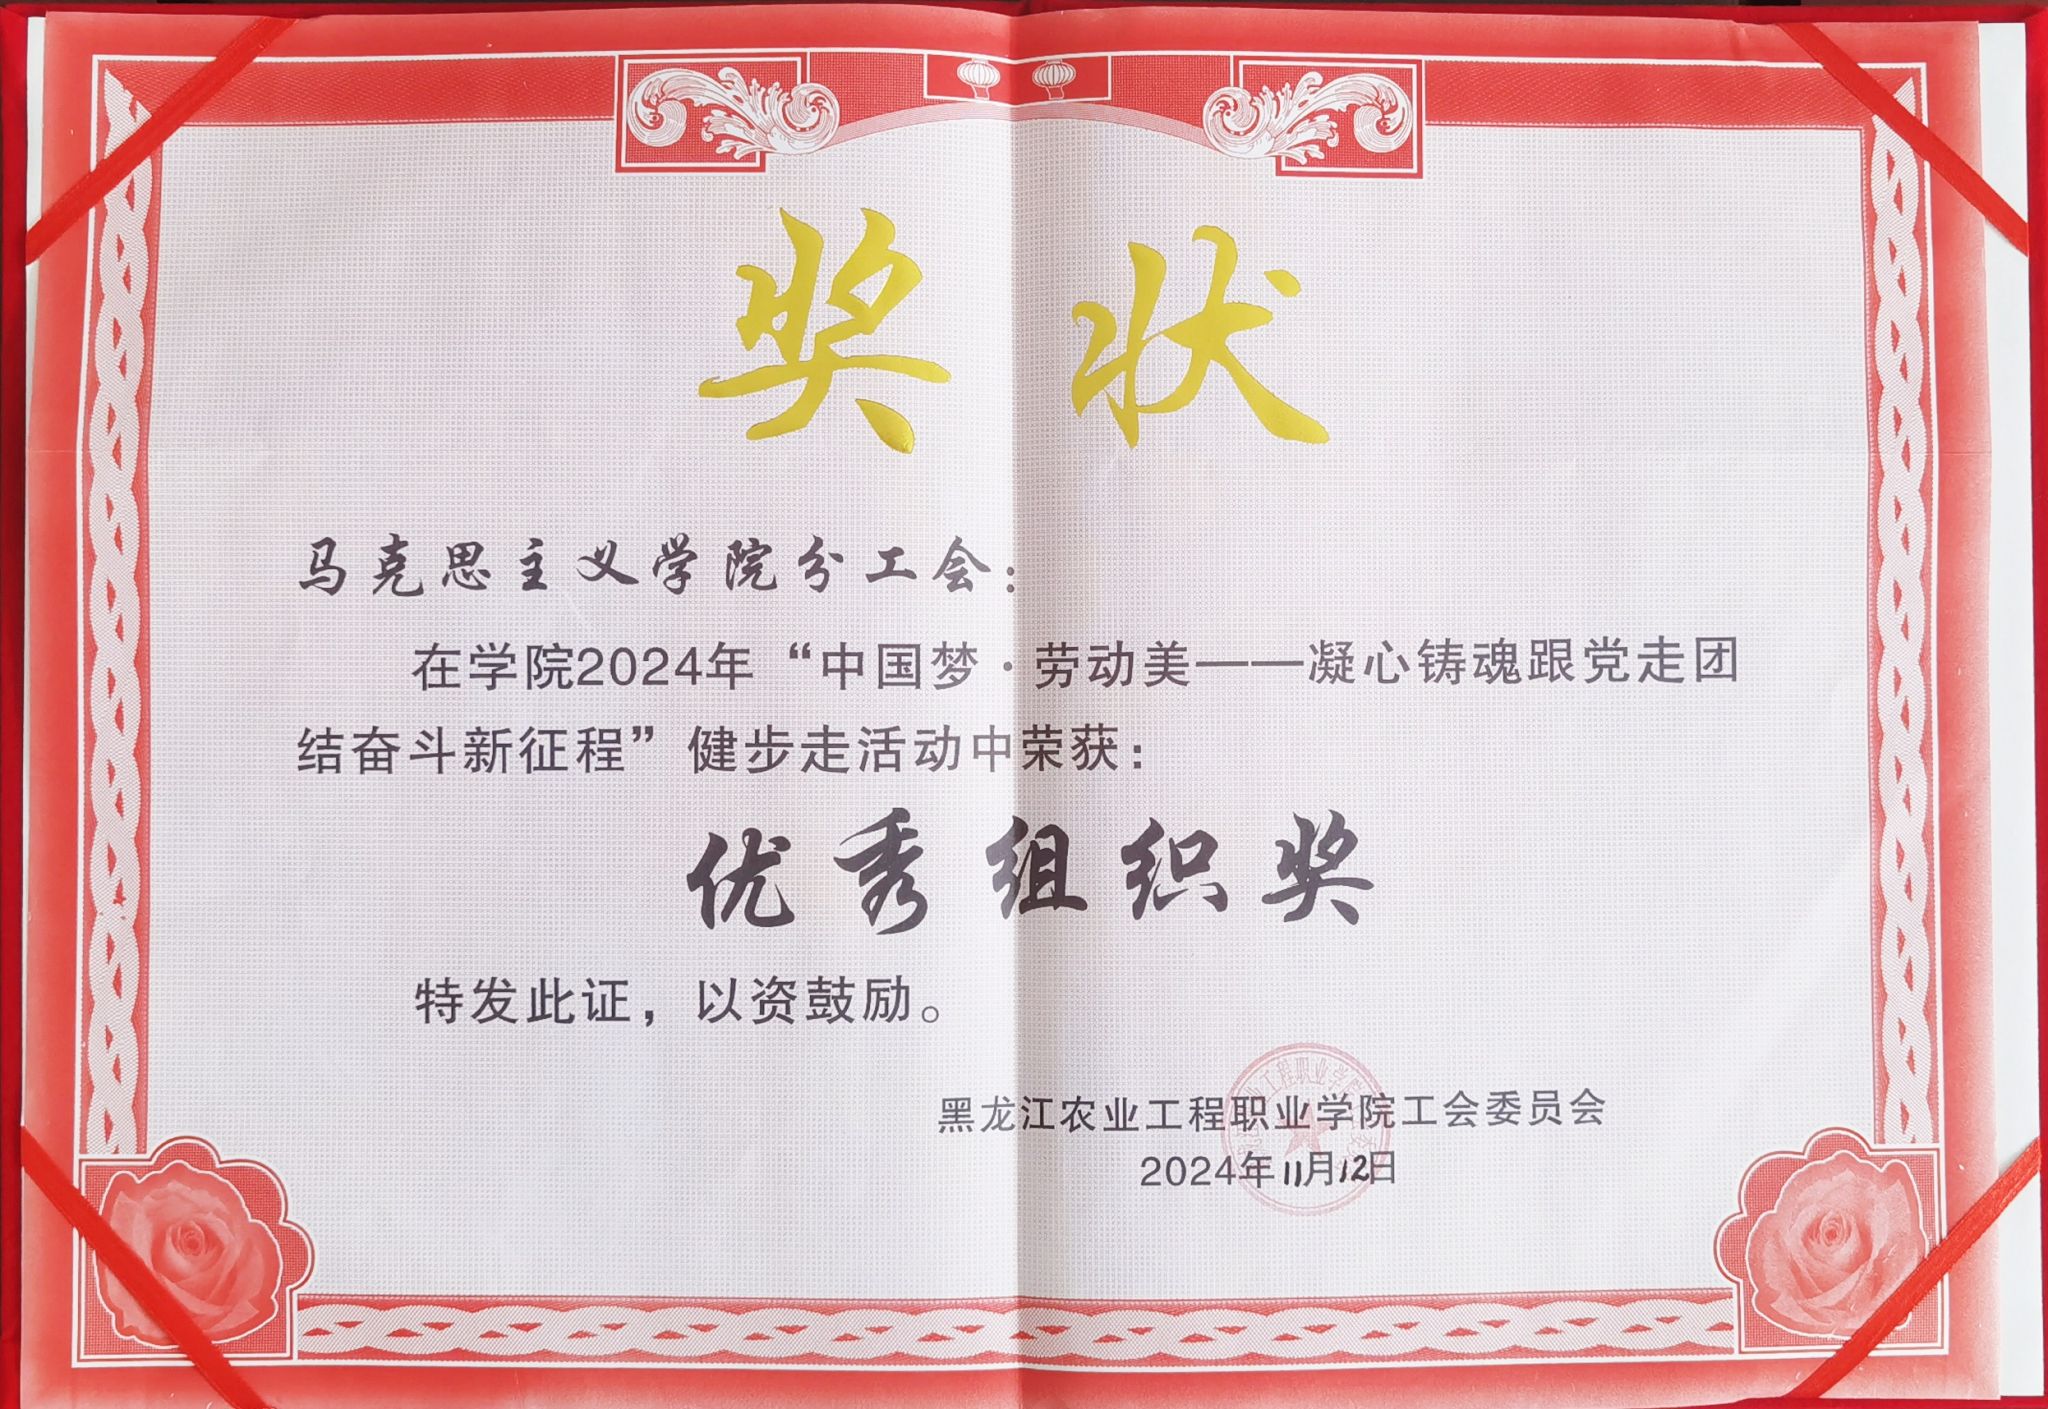 奖状
马克思主义学院分工会：
在学院2024年“中国梦·劳动美——凝心铸魂跟党走团
结奋斗新征程”健步走活动中荣获：
优秀组织奖
特发此证，以资鼓励。
黑龙江农业工程职业学院工会委员会
2024年11月12日